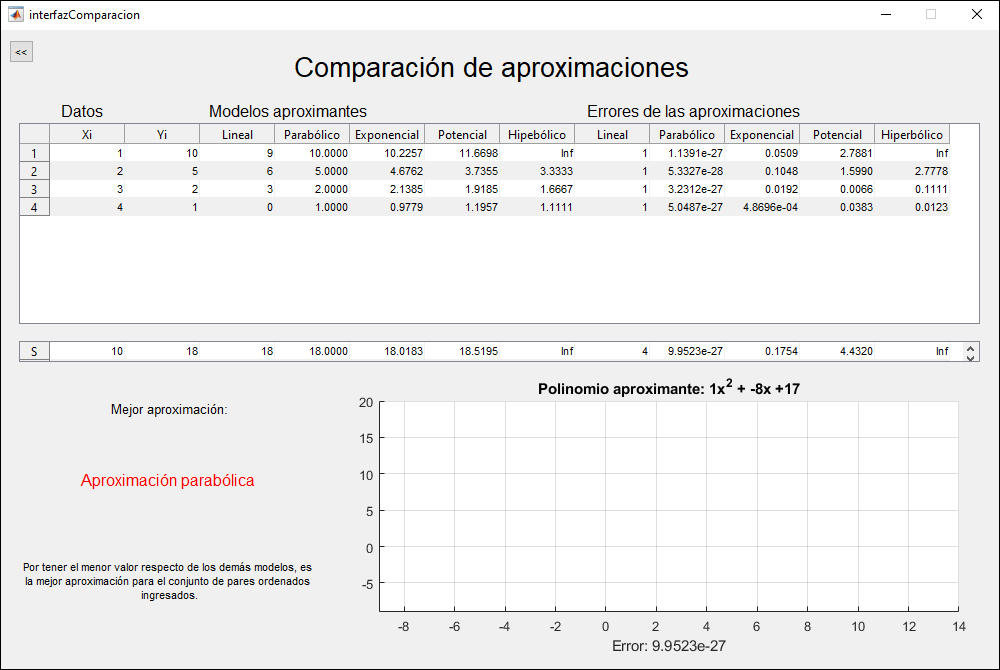 interfazComparacion
<<
Comparación de aproximaciones
Datos Modelos aproximantes Errores de las aproximaciones
Xi Yi Lineal Parabólico Exponencial Potencial Hipebólico Lineal Parabólico Exponencial Potencial Hiperbólico
1 1 10 9 10.0000 10.2257 11.6698 Inf 1 1.1391e-27 0.0509 2.7881 Inf
2 2 5 6 5.0000 4.6762 3.7355 3.3333 1 5.3327e-28 0.1048 1.5990 2.7778
3 3 2 3 2.0000 2.1385 1.9185 1.6667 1 3.2312e-27 0.0192 0.0066 0.1111
4 4 1 0 1.0000 0.9779 1.1957 1.1111 1 5.0487e-27 4.8696e-04 0.0383 0.0123
S 10 18 18 18.0000 18.0183 18.5195 Inf 4 9.9523e-27 0.1754 4.4320 Inf
Polinomio aproximante: 1x² + -8x +17
Mejor aproximación:
Aproximación parabólica
Por tener el menor valor respecto de los demás modelos, es
la mejor aproximación para el conjunto de pares ordenados
ingresados.
20
15
10
5
0
-5
-8 -6 -4 -2 0 2 4 6 8 10 12 14
Error: 9.9523e-27